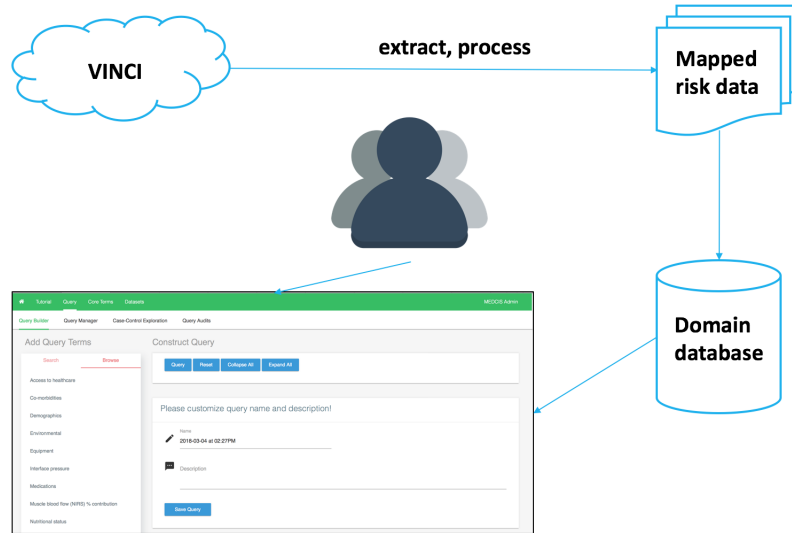 VINCI
extract, process
Mapped
risk data
Domain
database
Tutorial Query Core Terms Datasets MEDCIS Admin
Query Builder Query Manager Case-Control Exploration Query Audits
Add Query Terms
Search Browse
Access to healthcare
Co-morbidities
Demographics
Environmental
Equipment
Interface pressure
Medications
Muscle blood flow (NIRS) % contribution
Nutritional status
Construct Query
Query Reset Collapse All Expand All
Please customize query name and description!
Name
2018-03-04 at 02:27PM
Description
Save Query